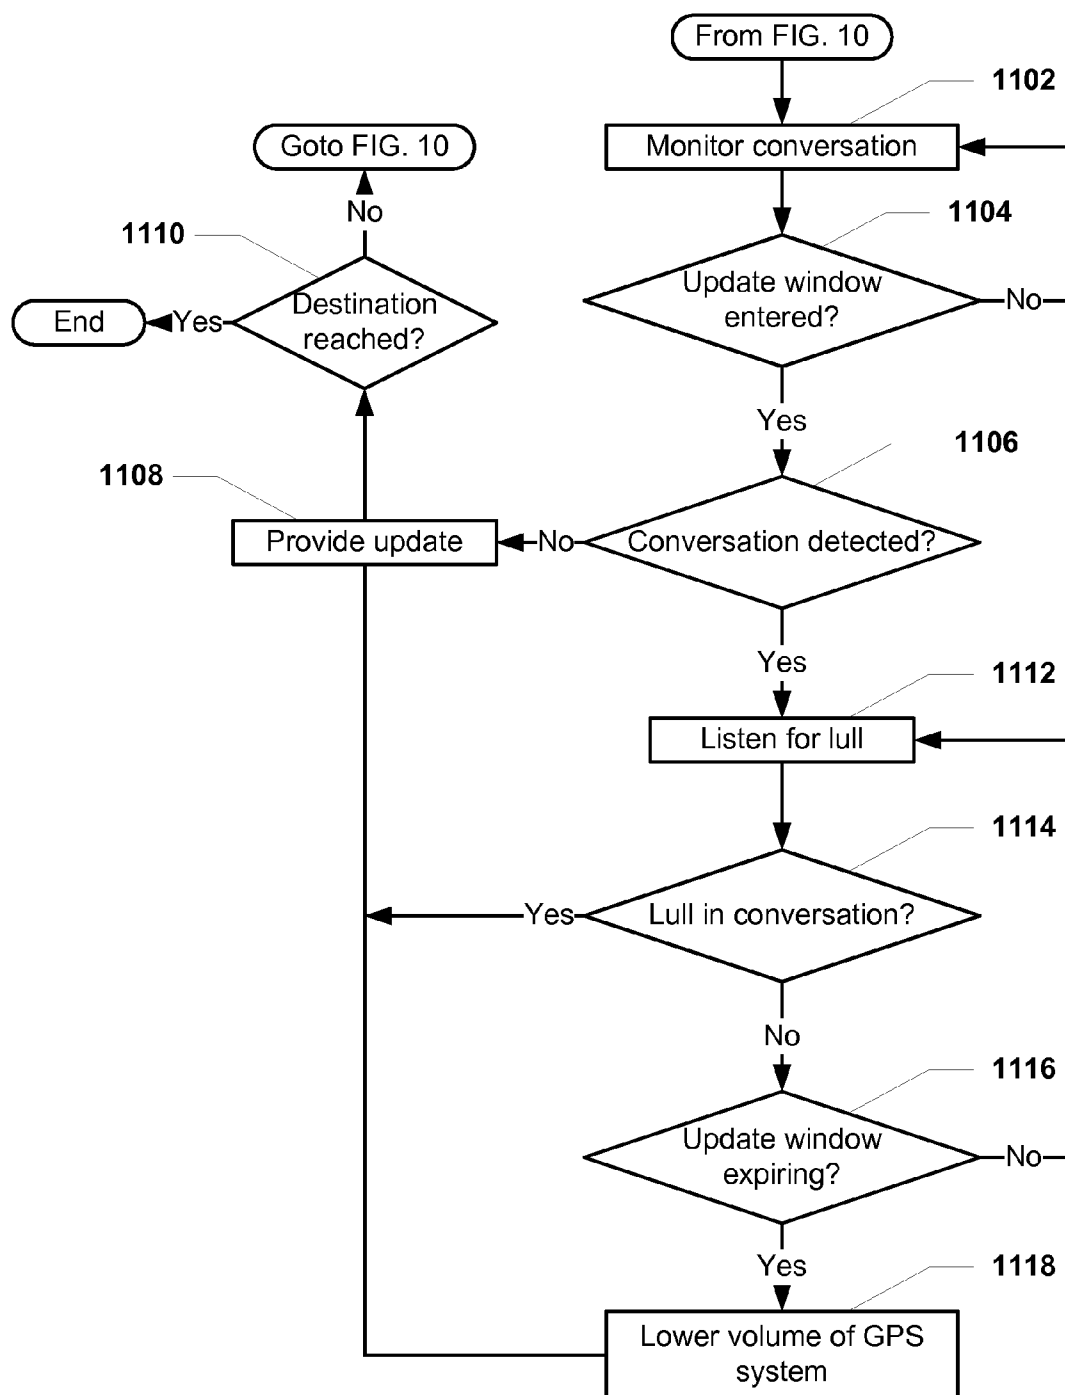 From FIG. 10
1102
Monitor conversation
Goto FIG. 10
No
1104
1110
Update window
entered?
No
Destination
reached?
Yes
End
Yes
1106
1108
Provide update
No
Conversation detected?
Yes
1112
Listen for lull
1114
Lull in conversation?
Yes
No
1116
Update window
expiring?
No
Yes
1118
Lower volume of GPS
system